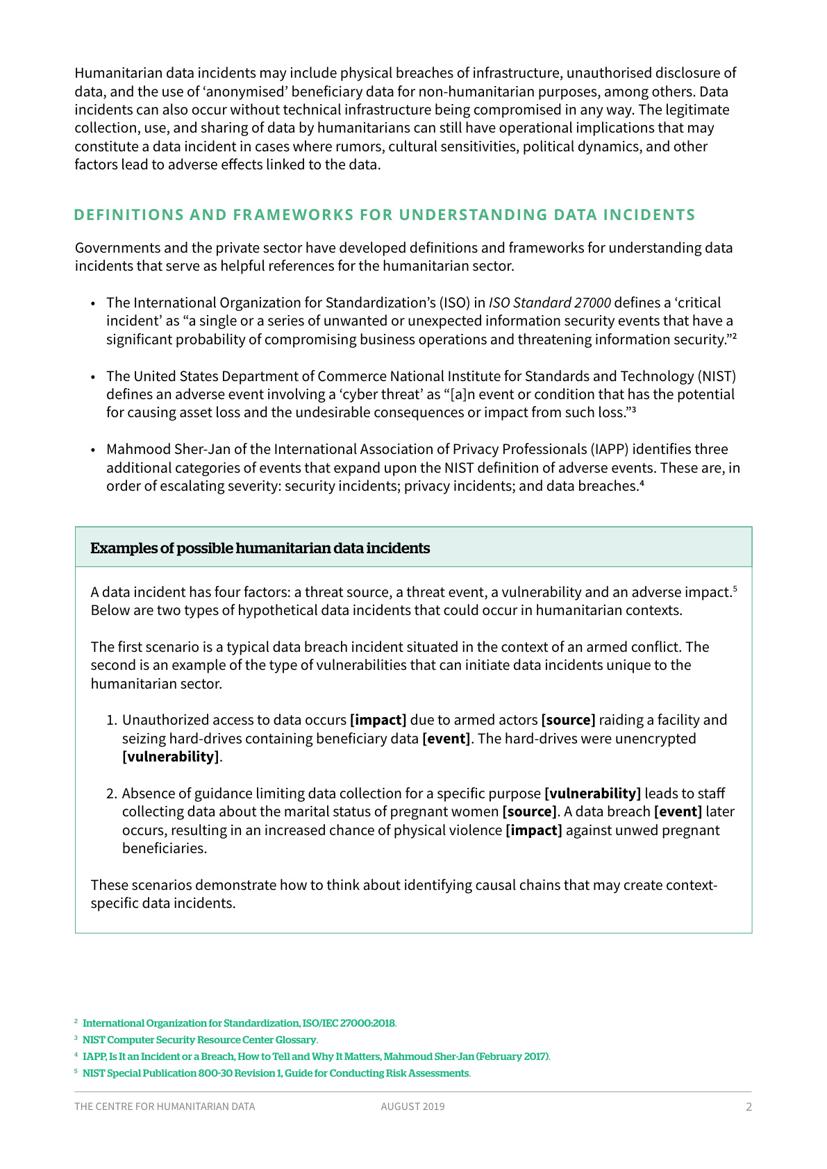 Humanitarian data incidents may include physical breaches of infrastructure, unauthorised disclosure of
data, and the use of ‘anonymised’ beneficiary data for non-humanitarian purposes, among others. Data
incidents can also occur without technical infrastructure being compromised in any way. The legitimate
collection, use, and sharing of data by humanitarians can still have operational implications that may
constitute a data incident in cases where rumors, cultural sensitivities, political dynamics, and other
factors lead to adverse effects linked to the data.
DEFINITIONS AND FRAMEWORKS FOR UNDERSTANDING DATA INCIDENTS
Governments and the private sector have developed definitions and frameworks for understanding data
incidents that serve as helpful references for the humanitarian sector.
• The International Organization for Standardization’s (ISO) in ISO Standard 27000 defines a ‘critical
incident’ as “a single or a series of unwanted or unexpected information security events that have a
significant probability of compromising business operations and threatening information security.”²
• The United States Department of Commerce National Institute for Standards and Technology (NIST)
defines an adverse event involving a ‘cyber threat’ as “[a]n event or condition that has the potential
for causing asset loss and the undesirable consequences or impact from such loss.”³
• Mahmood Sher-Jan of the International Association of Privacy Professionals (IAPP) identifies three
additional categories of events that expand upon the NIST definition of adverse events. These are, in
order of escalating severity: security incidents; privacy incidents; and data breaches.⁴
Examples of possible humanitarian data incidents
A data incident has four factors: a threat source, a threat event, a vulnerability and an adverse impact.⁵
Below are two types of hypothetical data incidents that could occur in humanitarian contexts.
The first scenario is a typical data breach incident situated in the context of an armed conflict. The
second is an example of the type of vulnerabilities that can initiate data incidents unique to the
humanitarian sector.
1. Unauthorized access to data occurs [impact] due to armed actors [source] raiding a facility and
seizing hard-drives containing beneficiary data [event]. The hard-drives were unencrypted
[vulnerability].
2. Absence of guidance limiting data collection for a specific purpose [vulnerability] leads to staff
collecting data about the marital status of pregnant women [source]. A data breach [event] later
occurs, resulting in an increased chance of physical violence [impact] against unwed pregnant
beneficiaries.
These scenarios demonstrate how to think about identifying causal chains that may create context-
specific data incidents.
² International Organization for Standardization, ISO/IEC 27000:2018.
³ NIST Computer Security Resource Center Glossary.
⁴ IAPP, Is It an Incident or a Breach, How to Tell and Why It Matters, Mahmoud Sher-Jan (February 2017).
⁵ NIST Special Publication 800-30 Revision 1, Guide for Conducting Risk Assessments.
THE CENTRE FOR HUMANITARIAN DATA AUGUST 2019 2